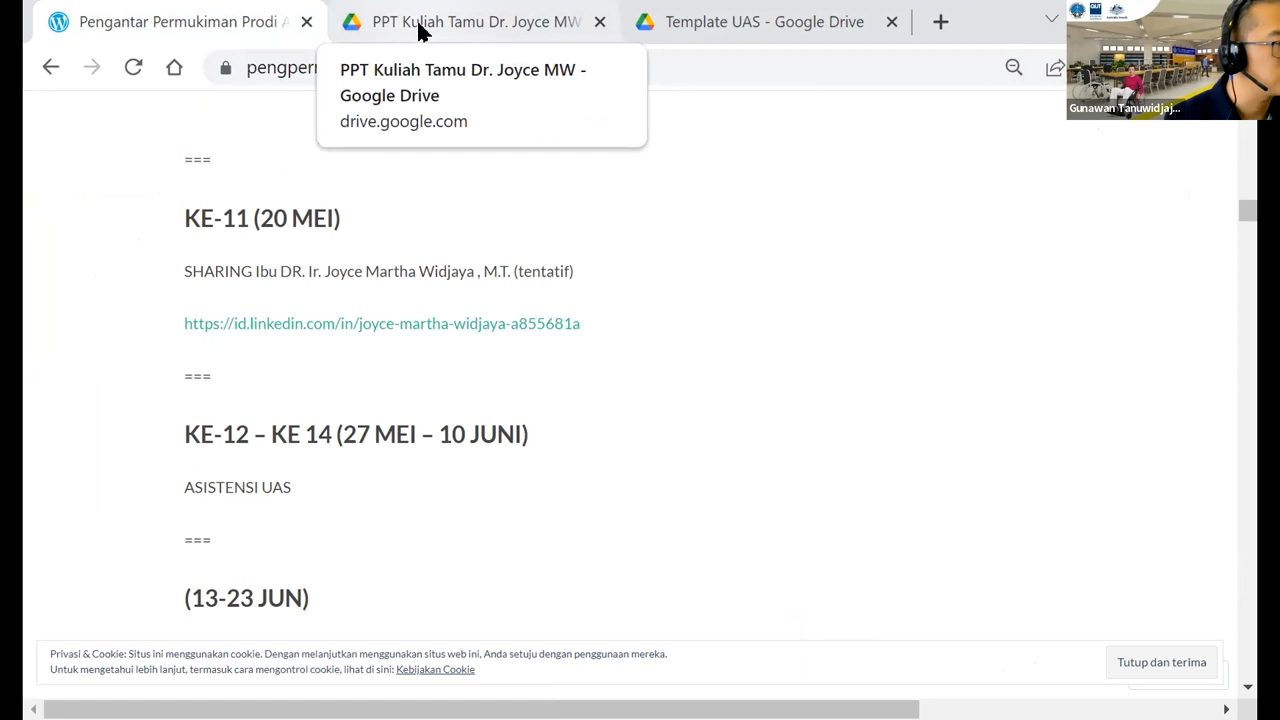 Pengantar Permukiman Prodi A
PPT Kuliah Tamu Dr. Joyce MW
Template UAS - Google Drive
pengperm
PPT Kuliah Tamu Dr. Joyce MW -
Google Drive
drive.google.com
Gunawan Tanuwidjaj...
===
KE-11 (20 MEI)
SHARING Ibu DR. Ir. Joyce Martha Widjaya , M.T. (tentatif)
https://id.linkedin.com/in/joyce-martha-widjaya-a855681a
===
KE-12 – KE 14 (27 MEI – 10 JUNI)
ASISTENSI UAS
===
(13-23 JUN)
Privasi & Cookie: Situs ini menggunakan cookie. Dengan melanjutkan menggunakan situs web ini, Anda setuju dengan penggunaan mereka.
Untuk mengetahui lebih lanjut, termasuk cara mengontrol cookie, lihat di sini: Kebijakan Cookie
Tutup dan terima